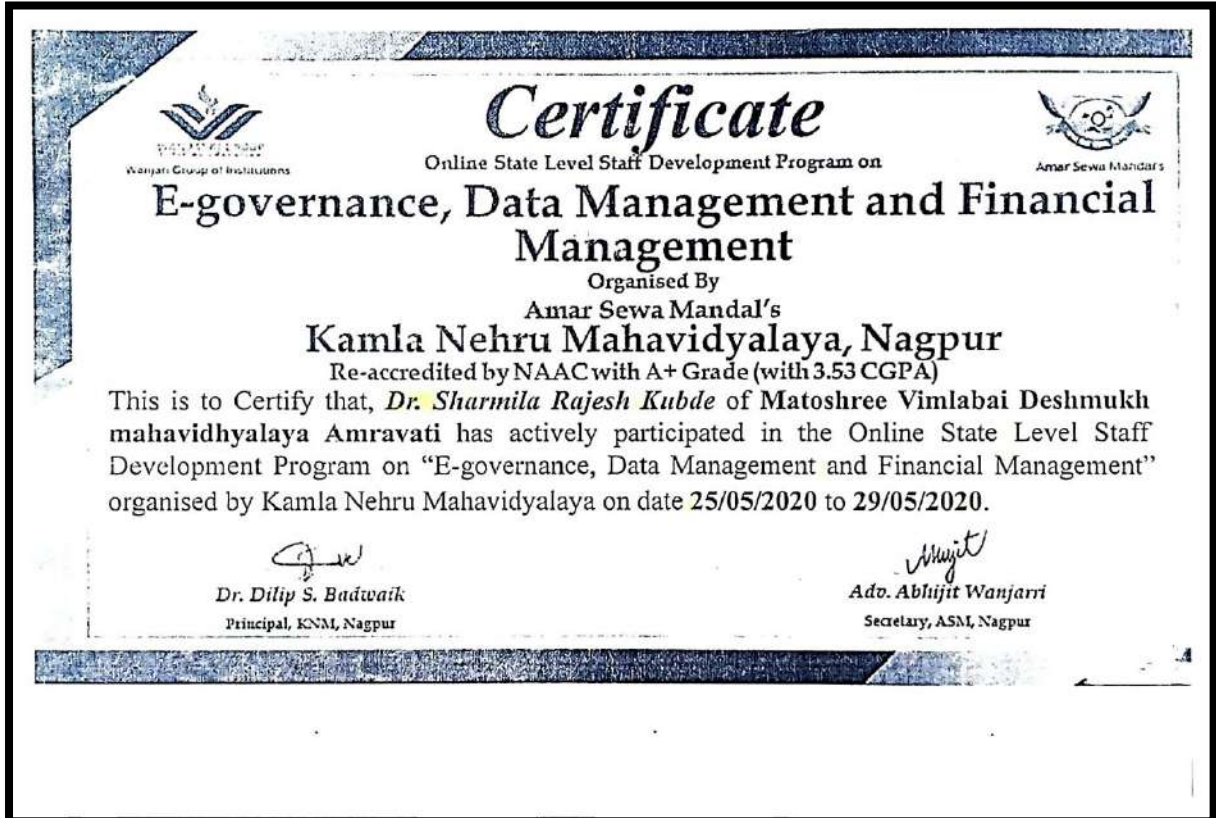 Certificate
Wanjari Group of Institutions
Online State Level Staff Development Program on
Amar Sewa Mandal's
E-governance, Data Management and Financial
Management
Organised By
Amar Sewa Mandal's
Kamla Nehru Mahavidyalaya, Nagpur
Re-accredited by NAAC with A+ Grade (with 3.53 CGPA)
This is to Certify that, Dr. Sharmila Rajesh Kubde of Matoshree Vimlabai Deshmukh
mahavidhyalaya Amravati has actively participated in the Online State Level Staff
Development Program on “E-governance, Data Management and Financial Management”
organised by Kamla Nehru Mahavidyalaya on date 25/05/2020 to 29/05/2020.
Dr. Dilip S. Badwaik
Principal, KNM, Nagpur
Adv. Abhijit Wanjarri
Secretary, ASM, Nagpur